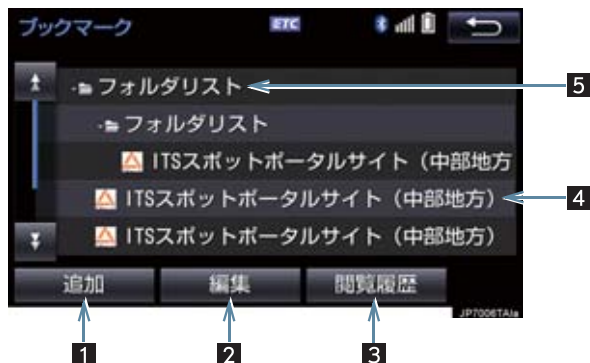 ブックマーク ETC
フォルダリスト 5
フォルダリスト
ITSスポットポータルサイト（中部地方
ITSスポットポータルサイト（中部地方） 4
ITSスポットポータルサイト（中部地方）
追加 編集 閲覧履歴
JP7006TAIa
1 2 3